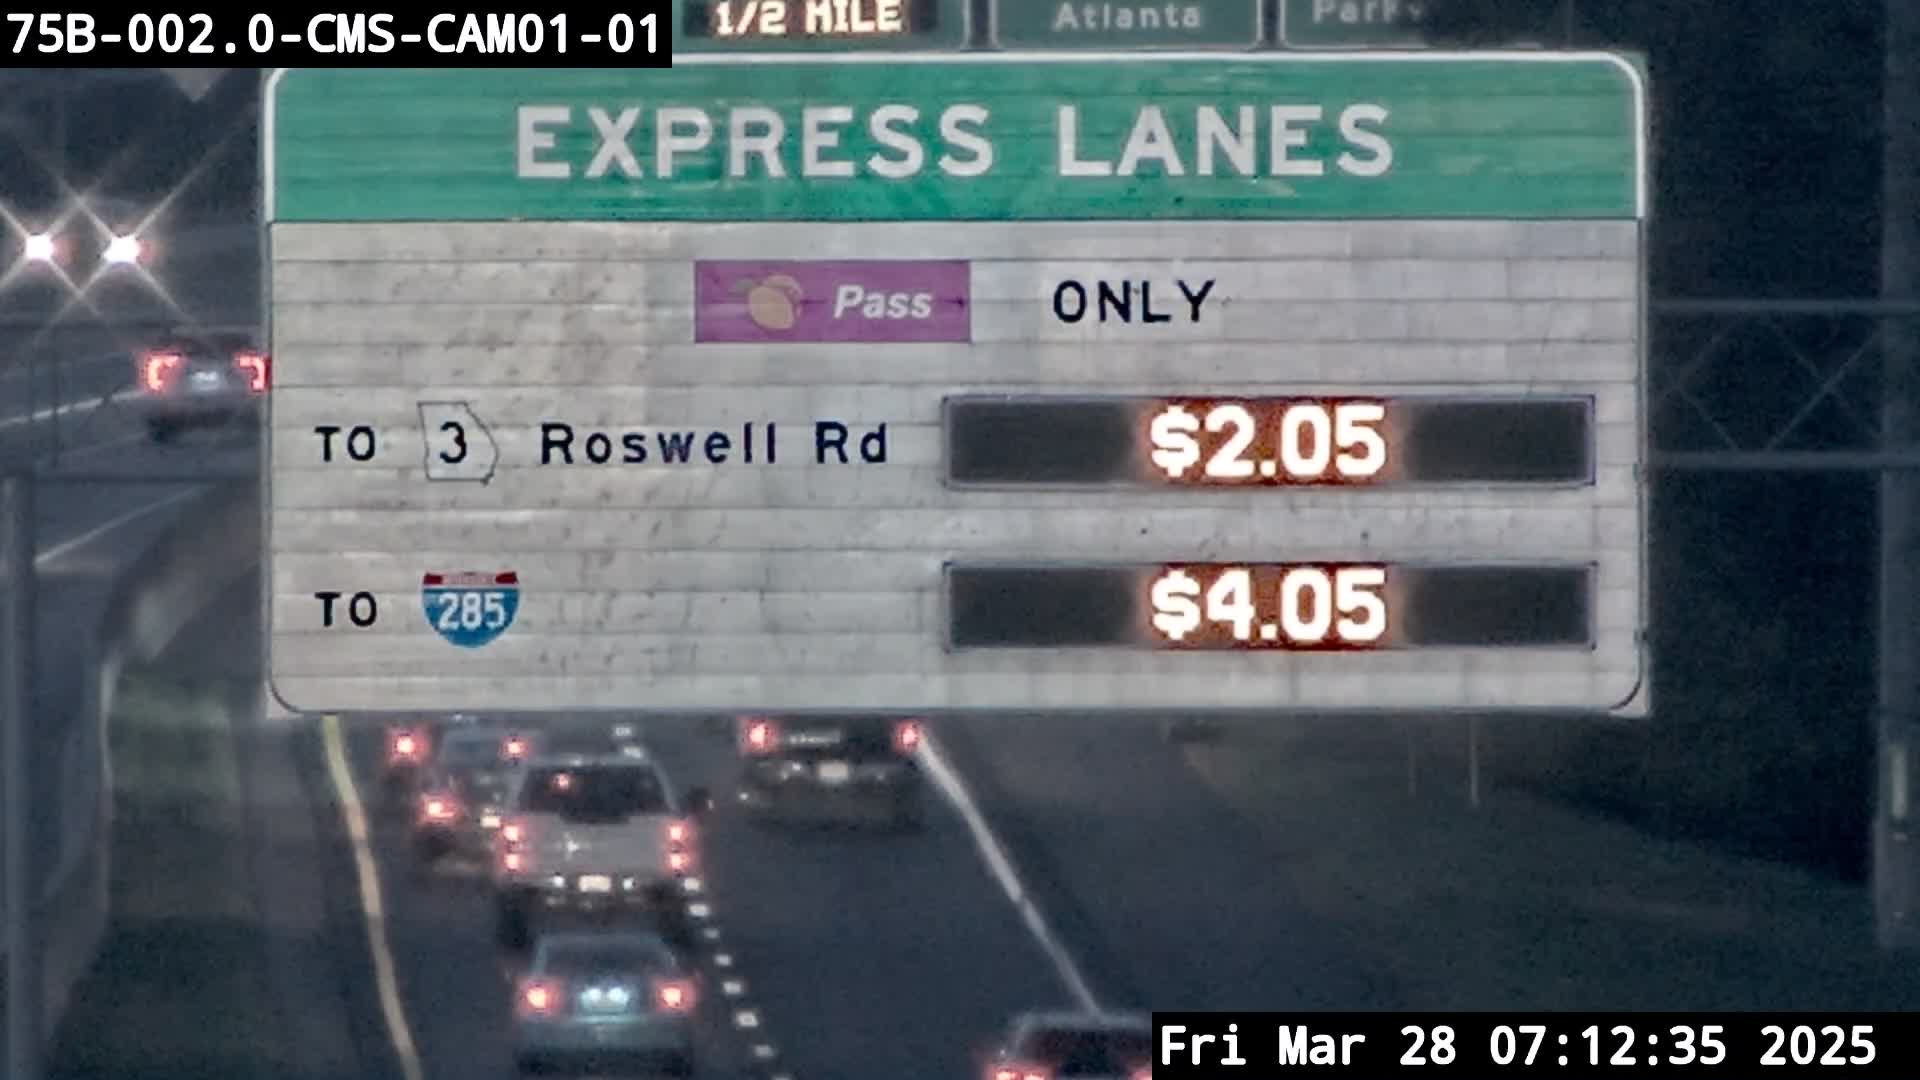 75B-002.0-CMS-CAM01-01
1/2 MILE
Atlanta
EXPRESS LANES
Pass ONLY
TO 3 Roswell Rd $2.05
TO 285 $4.05
Fri Mar 28 07:12:35 2025